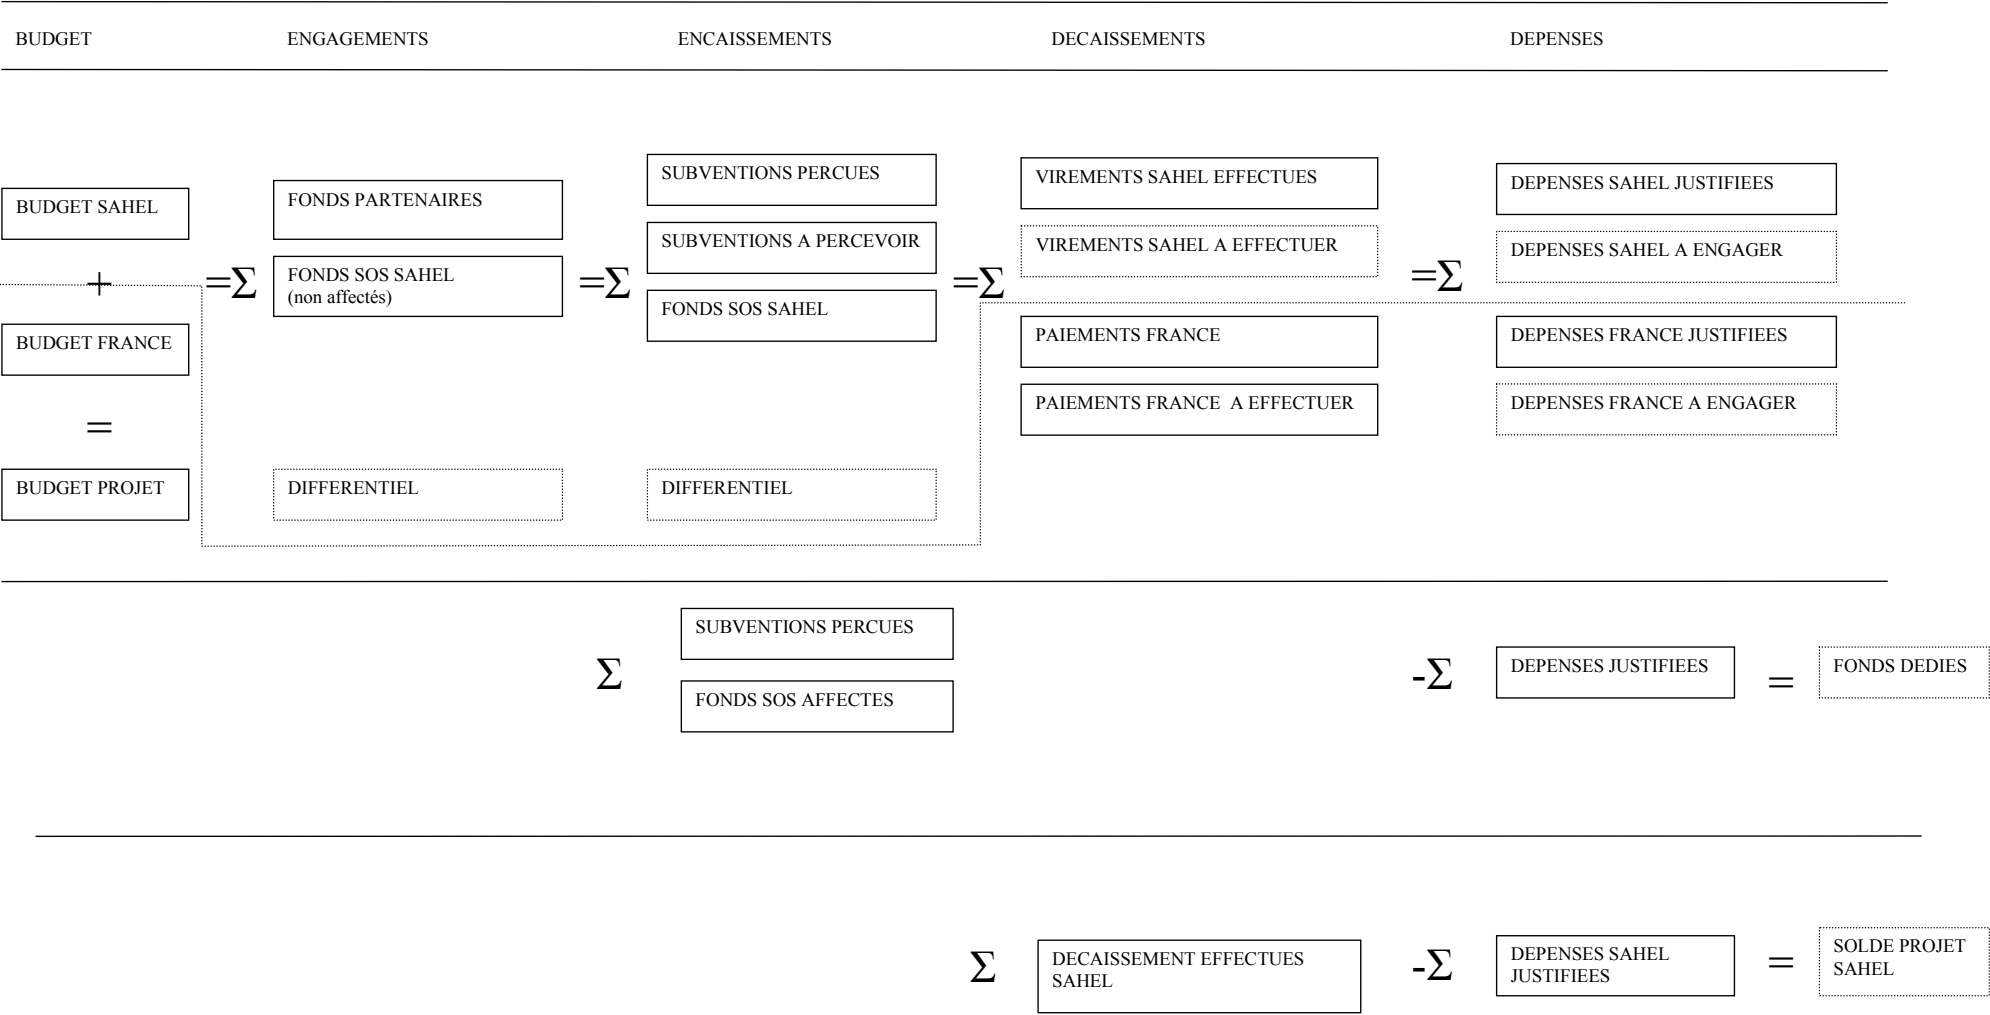 BUDGET
ENGAGEMENTS
ENCAISSEMENTS
DECAISSEMENTS
DEPENSES
BUDGET SAHEL
+
BUDGET FRANCE
=
BUDGET PROJET
=Σ
FONDS PARTENAIRES
FONDS SOS SAHEL
(non affectés)
DIFFERENTIEL
=Σ
SUBVENTIONS PERCUES
SUBVENTIONS A PERCEVOIR
FONDS SOS SAHEL
DIFFERENTIEL
=Σ
VIREMENTS SAHEL EFFECTUES
VIREMENTS SAHEL A EFFECTUER
PAIEMENTS FRANCE
PAIEMENTS FRANCE A EFFECTUER
=Σ
DEPENSES SAHEL JUSTIFIEES
DEPENSES SAHEL A ENGAGER
DEPENSES FRANCE JUSTIFIEES
DEPENSES FRANCE A ENGAGER
Σ
SUBVENTIONS PERCUES
FONDS SOS AFFECTES
-Σ
DEPENSES JUSTIFIEES
=
FONDS DEDIES
Σ
DECAISSEMENT EFFECTUES
SAHEL
-Σ
DEPENSES SAHEL
JUSTIFIEES
=
SOLDE PROJET
SAHEL